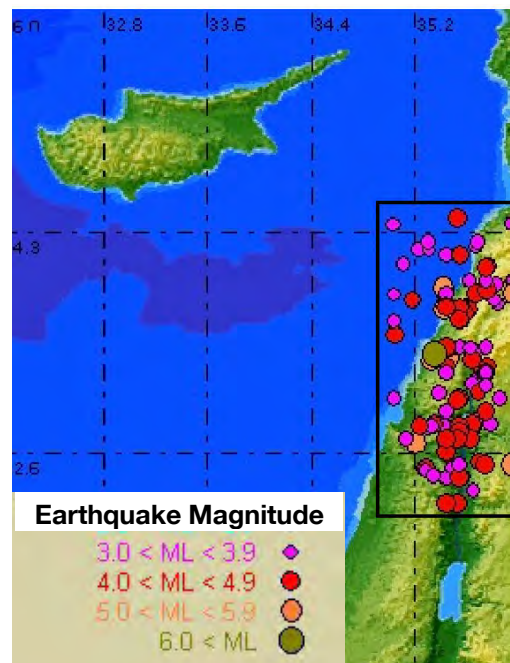 6 n 32.8 33.6 34.4 35.2
4.3
2.6
Earthquake Magnitude
3.0 < ML < 3.9
4.0 < ML < 4.9
5.0 < ML < 5.9
6.0 < ML